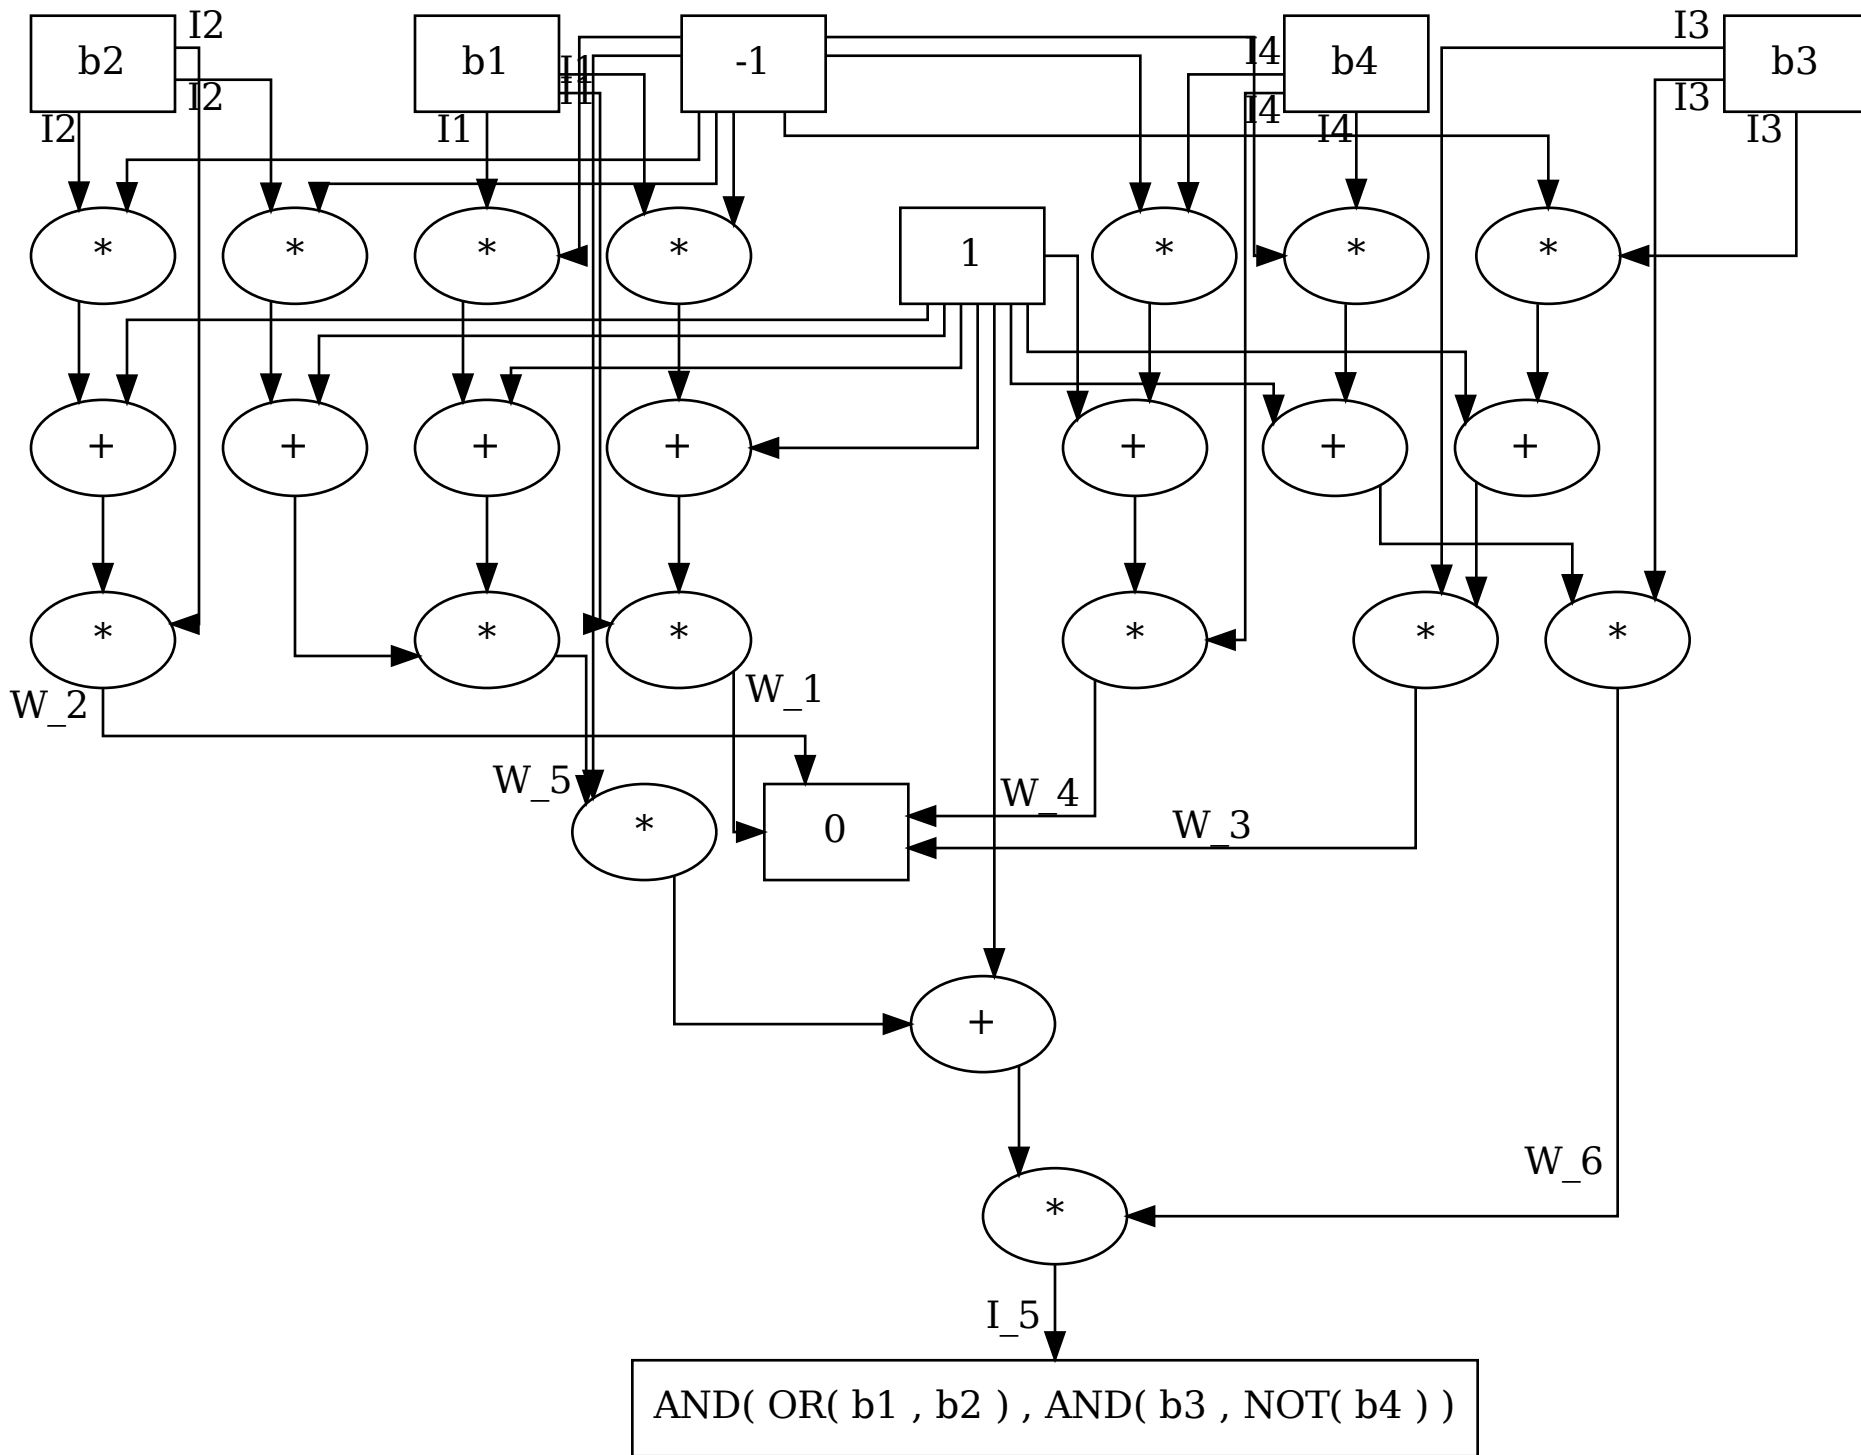 I2
I3
b2
b1
-1
I4
b4
b3
I1
I1
I2
I4
I3
I2
I1
I4
I3
*
*
*
*
1
*
*
*
+
+
+
+
+
+
+
*
*
*
*
*
*
W_2
W_1
W_5
W_4
*
0
W_3
+
W_6
*
I_5
AND( OR( b1 , b2 ) , AND( b3 , NOT( b4 ) )